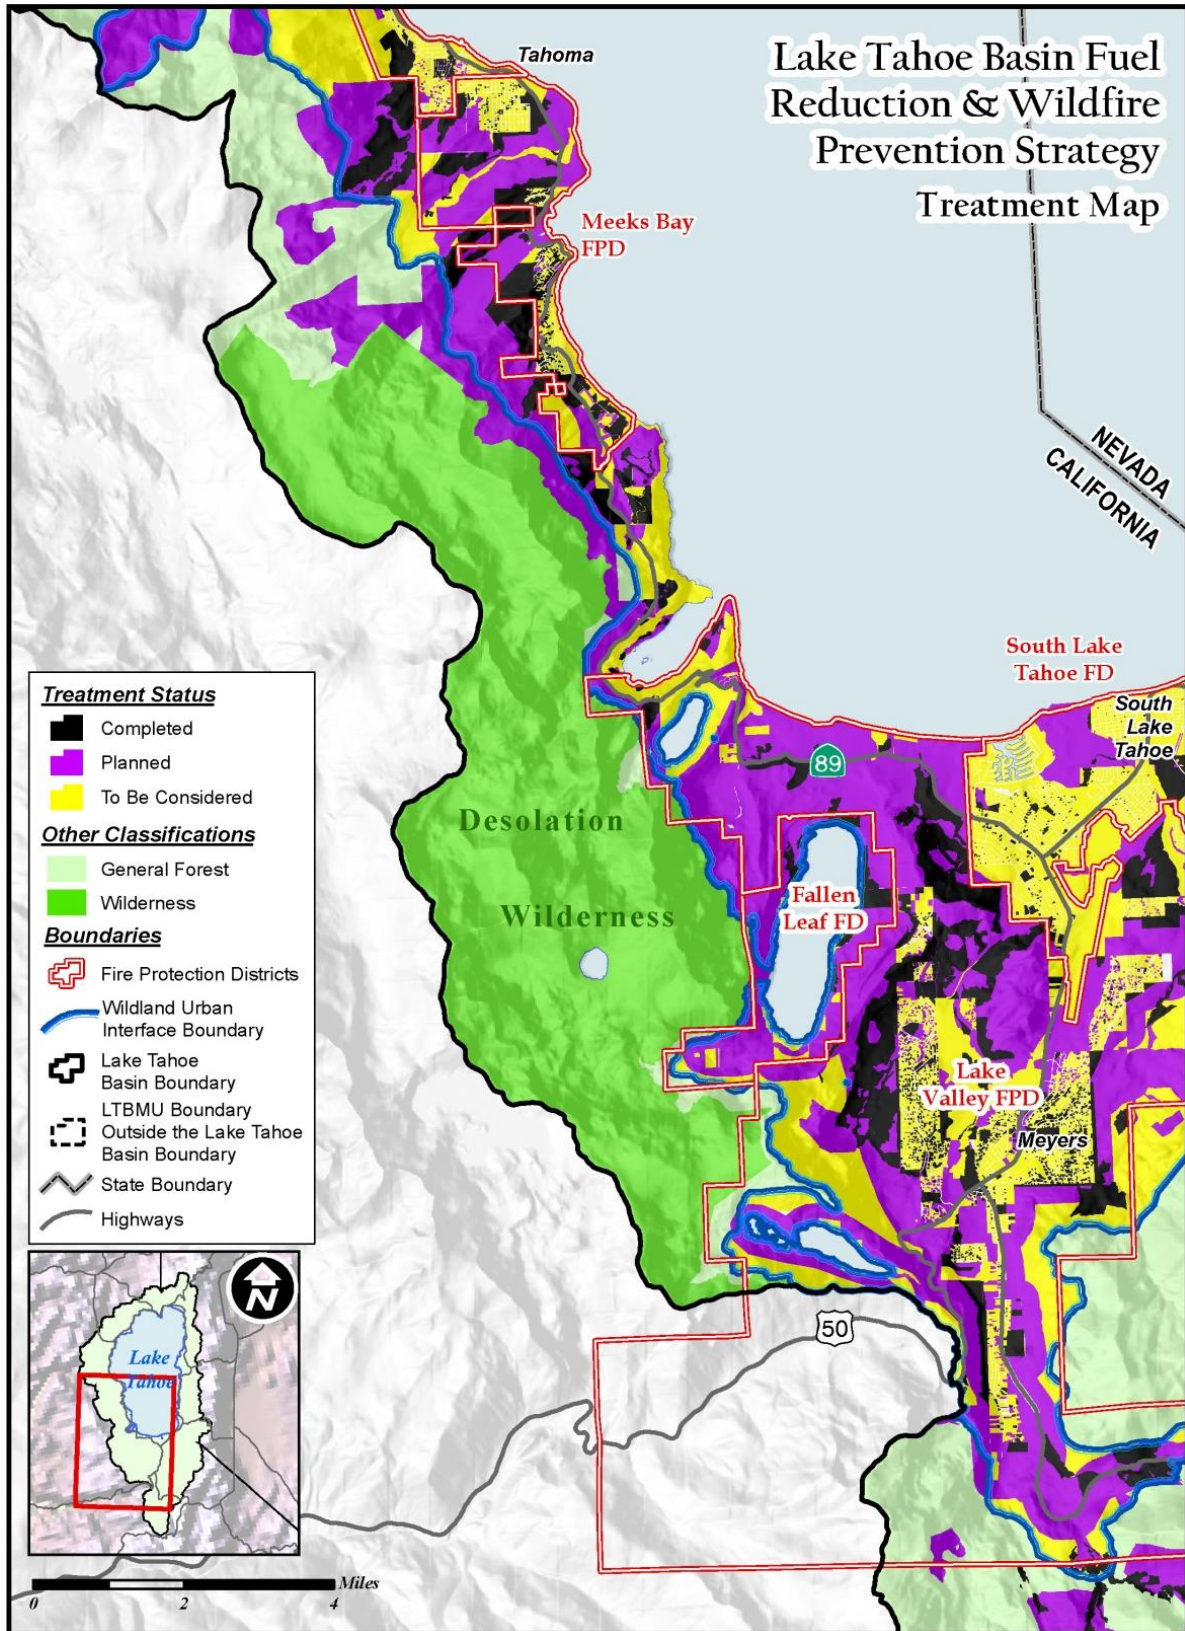 Lake Tahoe Basin Fuel
Reduction & Wildfire
Prevention Strategy
Treatment Map
Tahoma
Meeks Bay
FPD
NEVADA
CALIFORNIA
South Lake
Tahoe FD
South
Lake
Tahoe
89
Desolation
Wilderness
Fallen
Leaf FD
Lake
Valley FPD
Meyers
50
Treatment Status
Completed
Planned
To Be Considered
Other Classifications
General Forest
Wilderness
Boundaries
Fire Protection Districts
Wildland Urban
Interface Boundary
Lake Tahoe
Basin Boundary
LTBMU Boundary
Outside the Lake Tahoe
Basin Boundary
State Boundary
Highways
N
Lake
Tahoe
Miles
0 2 4